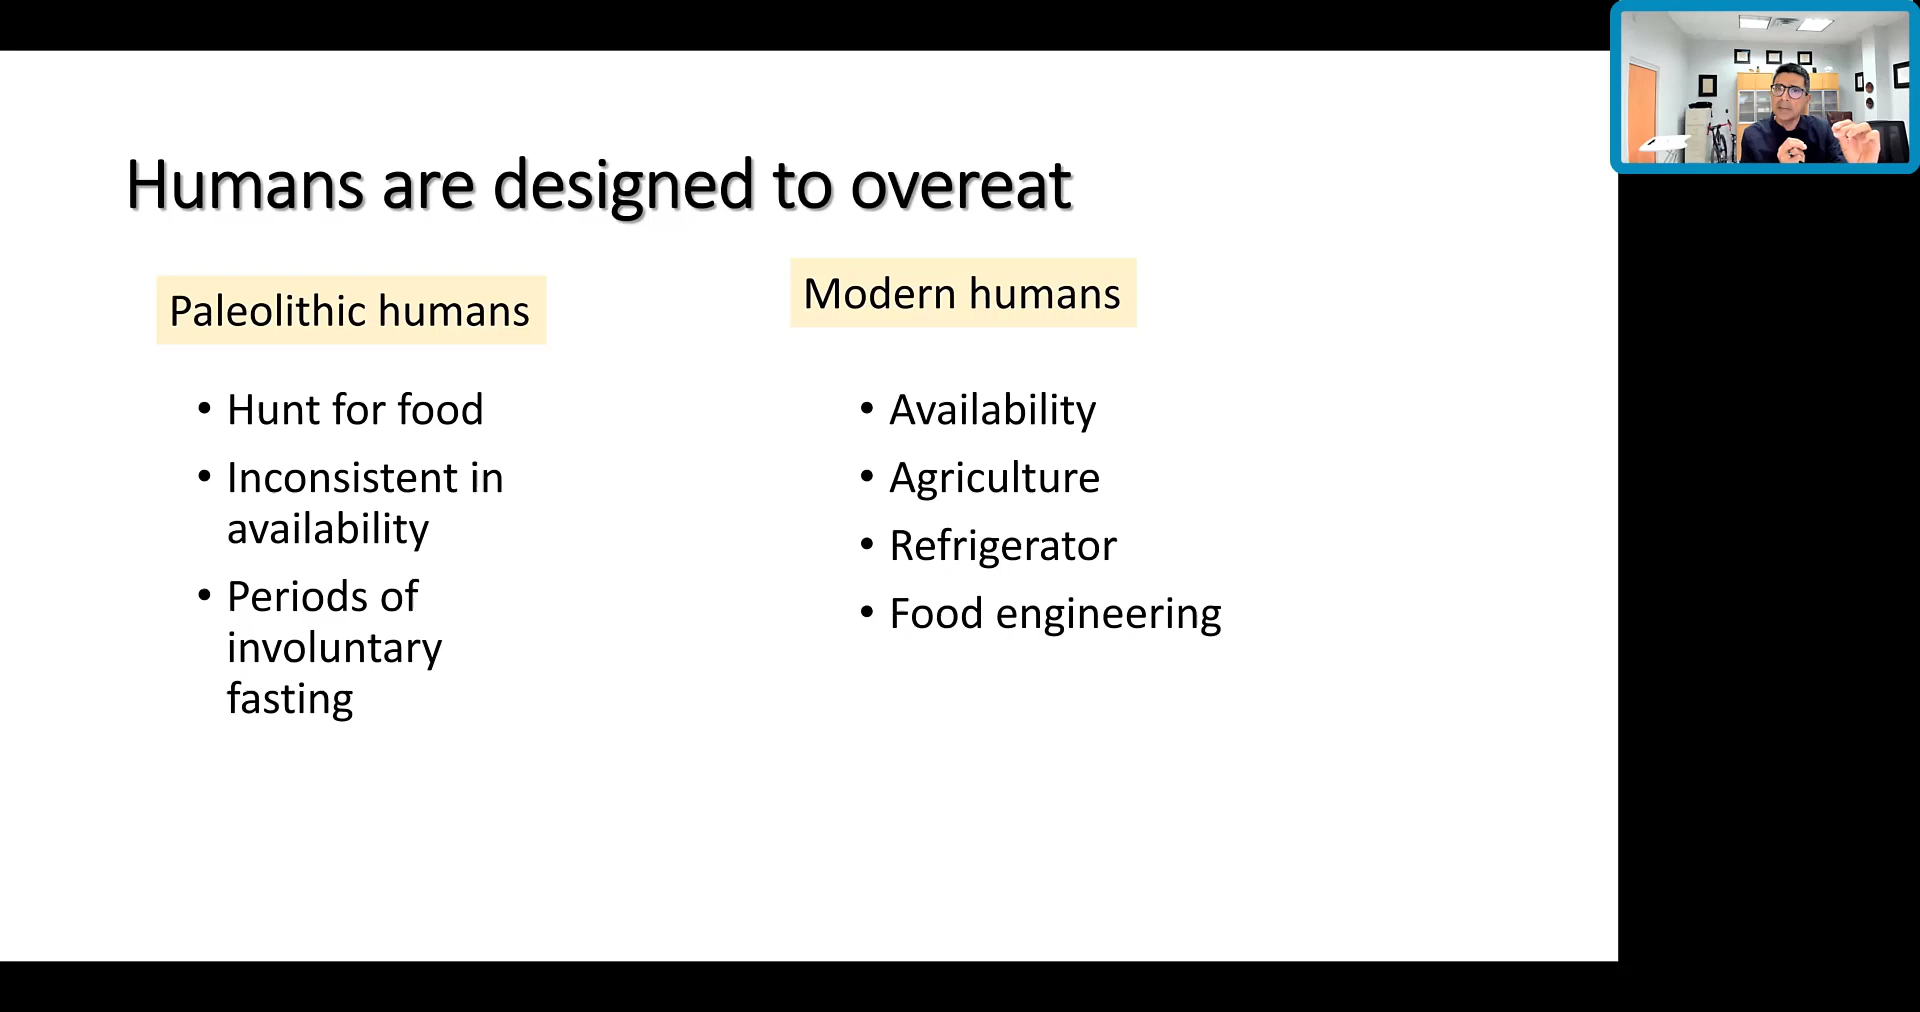 Humans are designed to overeat
Paleolithic humans
• Hunt for food
• Inconsistent in
availability
• Periods of
involuntary
fasting
Modern humans
• Availability
• Agriculture
• Refrigerator
• Food engineering